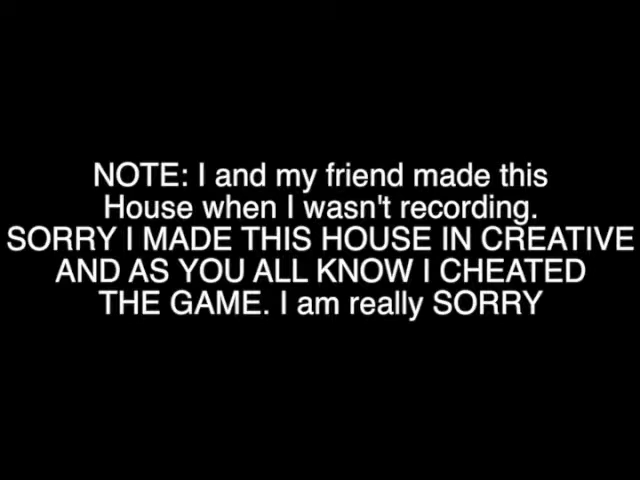 NOTE: I and my friend made this
House when I wasn't recording.
SORRY I MADE THIS HOUSE IN CREATIVE
AND AS YOU ALL KNOW I CHEATED
THE GAME. I am really SORRY